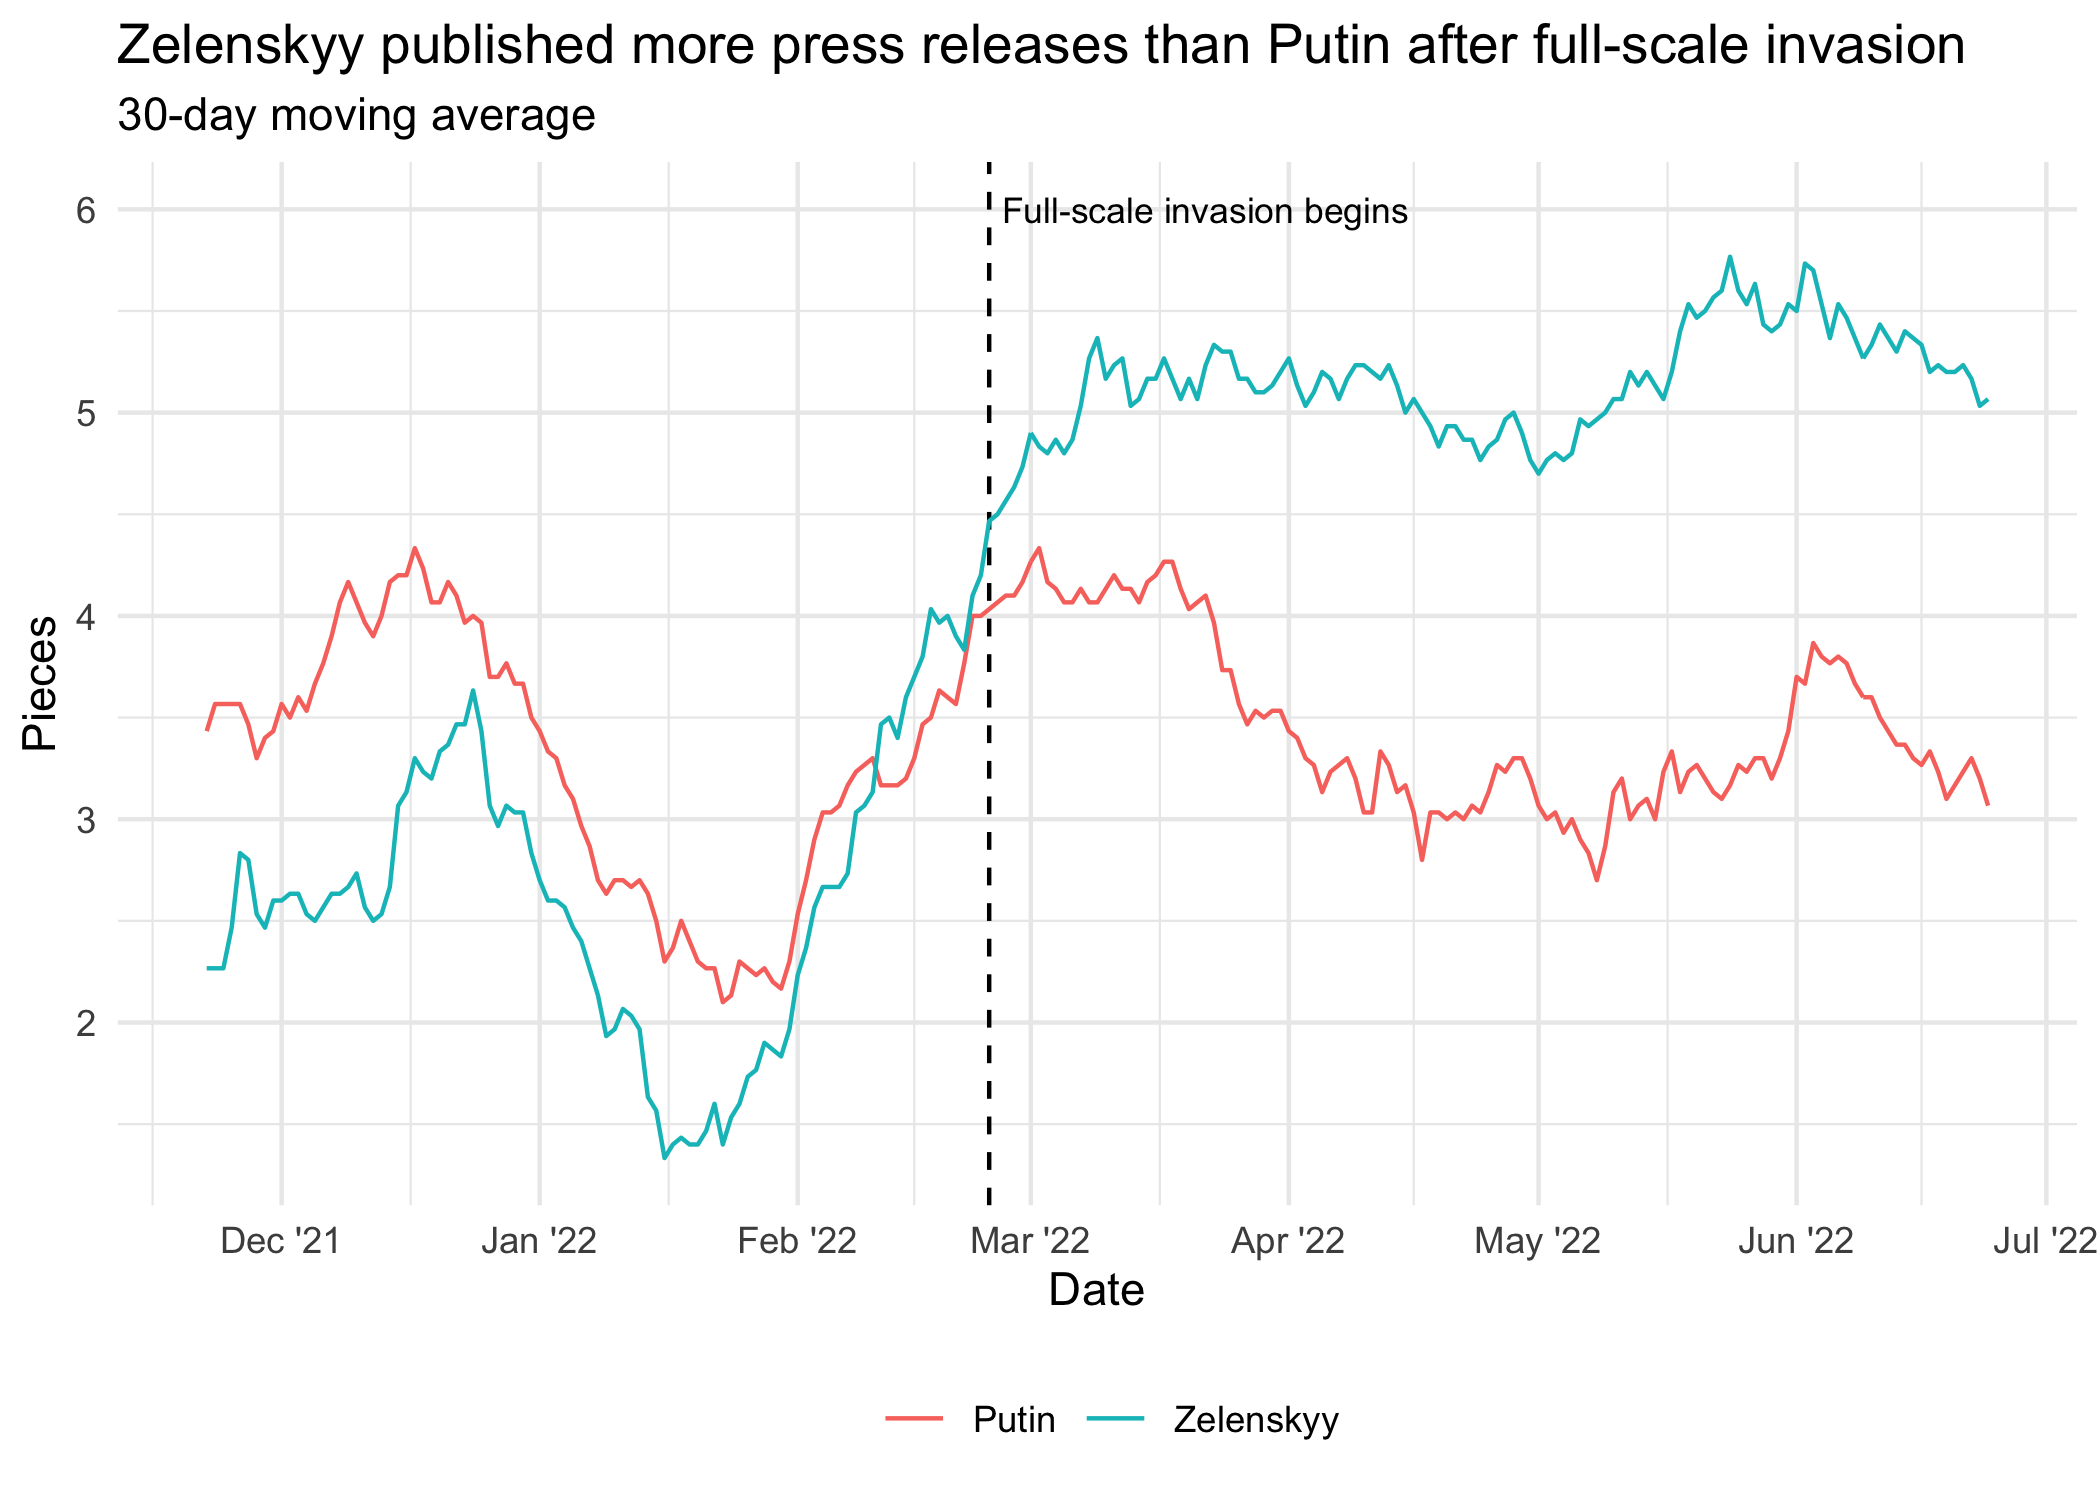 Zelenskyy published more press releases than Putin after full-scale invasion
30-day moving average
Full-scale invasion begins
Pieces
6
5
4
3
2
Dec '21 Jan '22 Feb '22 Mar '22 Apr '22 May '22 Jun '22 Jul '22
Date
Putin Zelenskyy